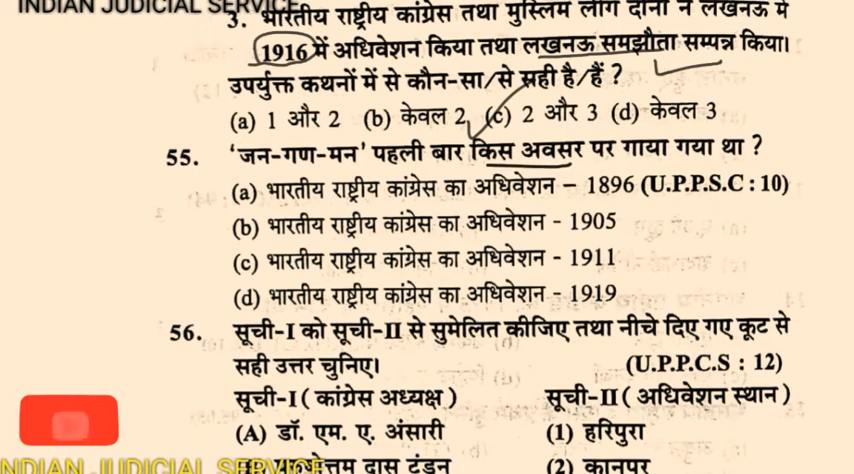 INDIAN JUDICIAL SERVICE
3. भारतीय राष्ट्रीय कांग्रेस तथा मुस्लिम लीग दोनों ने लखनऊ में
1916 में अधिवेशन किया तथा लखनऊ समझौता सम्पन्न किया।
उपर्युक्त कथनों में से कौन-सा/से सही है/हैं ?
(a) 1 और 2 (b) केवल 2 (c) 2 और 3 (d) केवल 3
55. 'जन-गण-मन' पहली बार किस अवसर पर गाया गया था ?
(a) भारतीय राष्ट्रीय कांग्रेस का अधिवेशन – 1896 (U.P.P.S.C : 10)
(b) भारतीय राष्ट्रीय कांग्रेस का अधिवेशन - 1905
(c) भारतीय राष्ट्रीय कांग्रेस का अधिवेशन - 1911
(d) भारतीय राष्ट्रीय कांग्रेस का अधिवेशन - 1919
56. सूची-I को सूची-II से सुमेलित कीजिए तथा नीचे दिए गए कूट से
सही उत्तर चुनिए। (U.P.P.C.S : 12)
सूची-I ( कांग्रेस अध्यक्ष ) सूची-II ( अधिवेशन स्थान )
(A) डॉ. एम. ए. अंसारी (1) हरिपुरा
दास टंडन (2) कानपुर
INDIAN JUDICIAL SERVICE